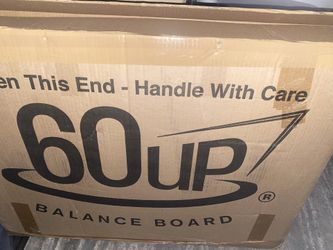 en This End - Handle With Care
60uP
®
BALANCE BOARD